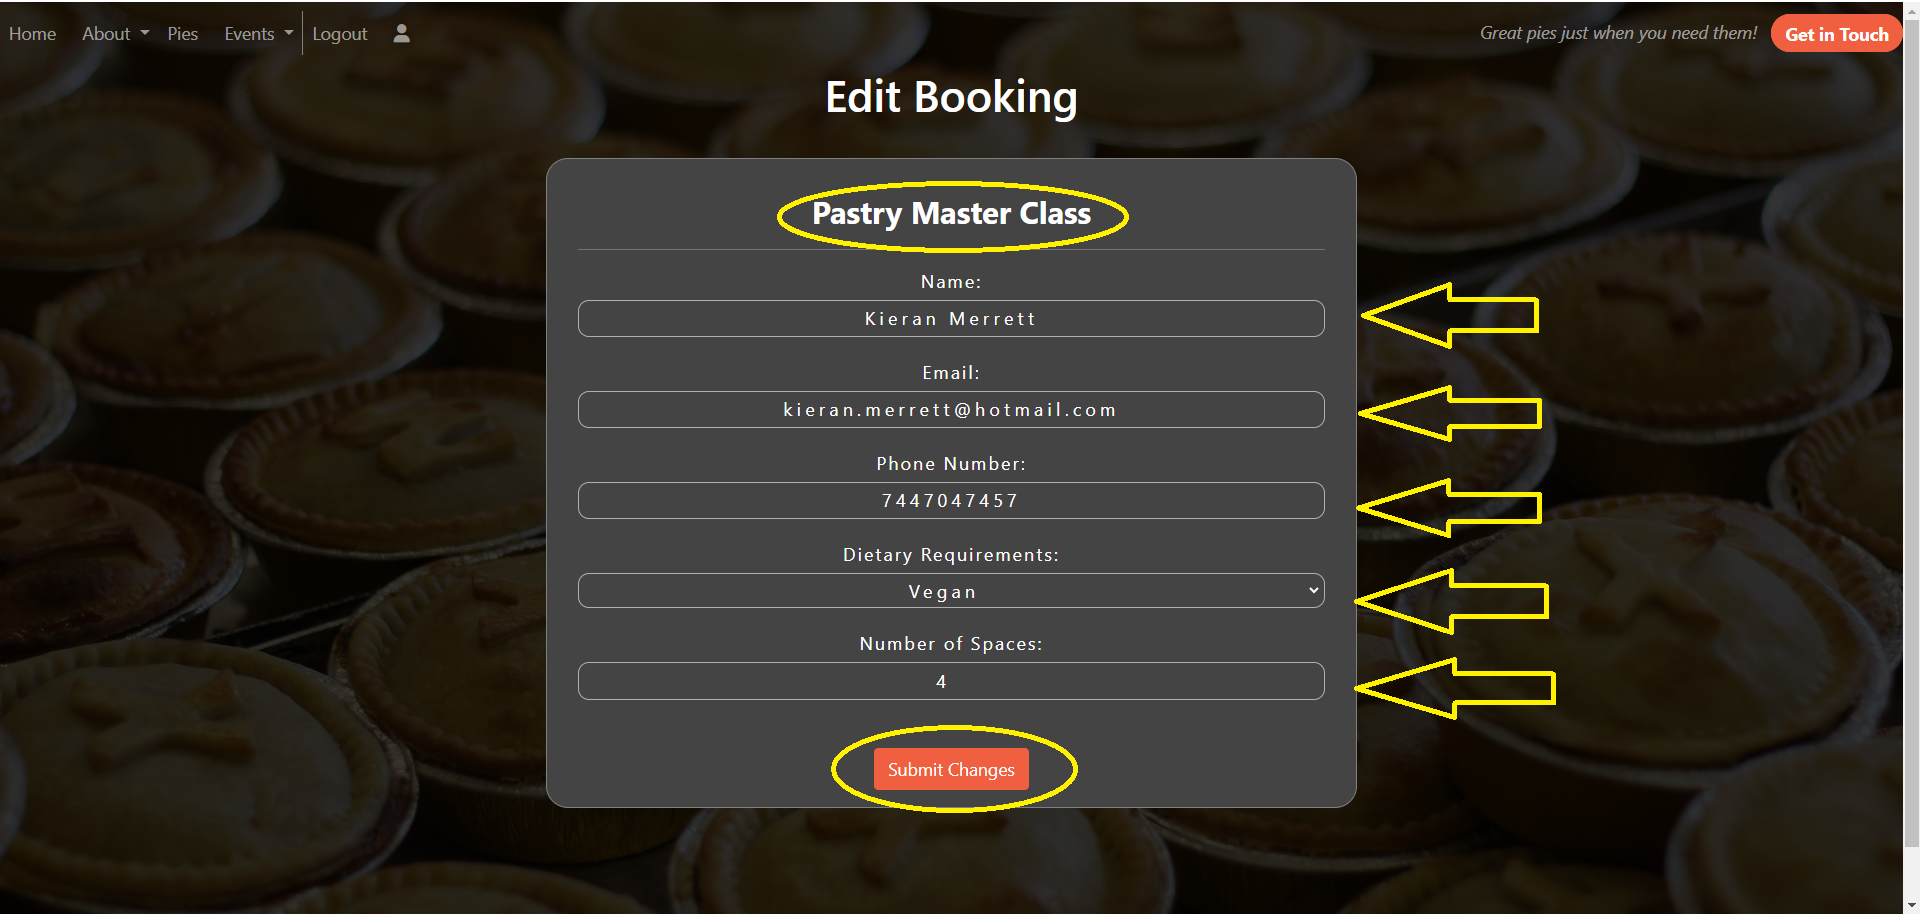 Home About Pies Events Logout Great pies just when you need them! Get in Touch
Edit Booking
Pastry Master Class
Name:
Kieran Merrett
Email:
kieran.merrett@hotmail.com
Phone Number:
7447047457
Dietary Requirements:
Vegan
Number of Spaces:
4
Submit Changes